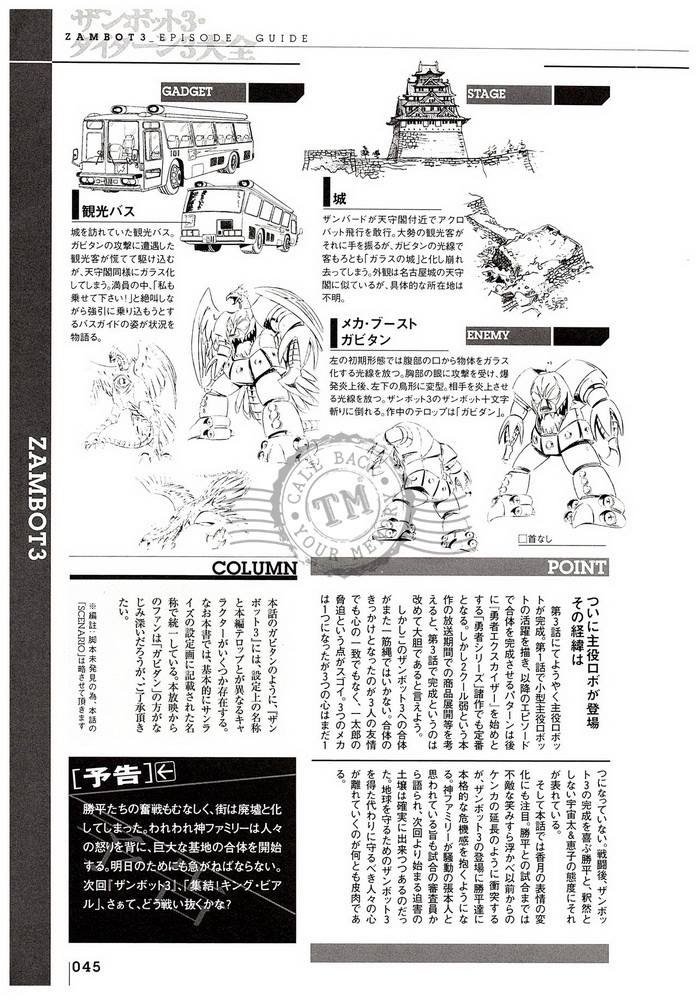 ザンボット3・
ダイターン3大全
ZAMBOT3_EPISODE GUIDE
GADGET
101
観光バス
城を訪れていた観光バス。
ガビタンの攻撃に遭遇した
観光客が慌てて駆け込む
が、天守閣同様にガラス化
してしまう。満員の中、「私も
乗せて下さい!」と絶叫しな
がら強引に乗り込もうとす
るバスガイドの姿が状況を
物語る。
STAGE
城
ザンバードが天守閣付近でアクロ
バット飛行を敢行。大勢の観光客が
それに手を振るが、ガビタンの光線で
客もろとも「ガラスの城」と化し崩れ
去ってしまう。外観は名古屋城の天守
閣に似ているが、具体的な所在地は
不明。
メカ・ブースト
ガビタン
ENEMY
左の初期形態では腹部の口から物体をガラス
化する光線を放つ。胸部の眼に攻撃を受け、爆
発炎上後、左下の鳥形に変型。相手を炎上させ
る光線を放つ。ザンボット3のザンボット十文字
斬りに倒れる。作中のテロップは「ガビダン」。
□首なし
CALL BACK
TM
YOUR MEMORY
ZAMBOT3
POINT
ついに主役ロボが登場
その経緯は
第3話にてようやく主役ロボッ
トが完成。第1話で小型主役ロボッ
トの活躍を描き、以降のエピソード
で合体を完成させるパターンは後
に『勇者エクスカイザー』を始めと
する「勇者シリーズ」諸作でも定番
となる。しかし2クール弱という本
作の放送期間での商品展開等を考
えると、第3話で完成というのは
改めて大胆であると言えよう。
しかしこのザンボット3への合体
がまた一筋縄ではいかない。合体の
きっかけとなったのが3人の友情
でも心の一致でもなく、一太郎の
脅迫という点がスゴイ。3つのメカ
は1つになったが3つの心はまだ1
つになっていない。戦闘後、ザンボッ
ト3の完成を喜ぶ勝平と、釈然と
しない宇宙太&恵子の態度にそれ
が表れている。
そして本話では香月の表情の変
化にも注目。勝平との試合までは
不敵な笑みすら浮かべ以前からの
ケンカの延長のように衝突する
が、ザンボット3の登場に勝平達に
本格的な危機感を抱くようにな
る。神ファミリーが騒動の張本人と
思われている旨も試合の審査員か
ら語られ、次回より始まる迫害の
土壌は確実に出来つつあるのだっ
た。地球を守るためのザンボット3
を得た代わりに守るべき人々の心
が離れていくのが何とも皮肉であ
る。
COLUMN
本話のガビタンのように、『ザン
ボット3』には、設定上の名称
と本編テロップとが異なるキャ
ラクターがいくつか存在する。
なお本書では、基本的にサンラ
イズの設定画に記載された名
称で統一している。本放映から
のファンは「ガビダン」の方がな
じみ深いだろうが、ご了承頂き
たい。
※編註：脚本未発見の為、本話の
「SCENARIO」は略させて頂きます
[予告]←
勝平たちの奮戦もむなしく、街は廃墟と化
してしまった。われわれ神ファミリーは人々
の怒りを背に、巨大な基地の合体を開始
する。明日のためにも急がねばならない。
次回『ザンボット3』、「集結!キング・ビア
ル」、さぁて、どう戦い抜くかな?
045